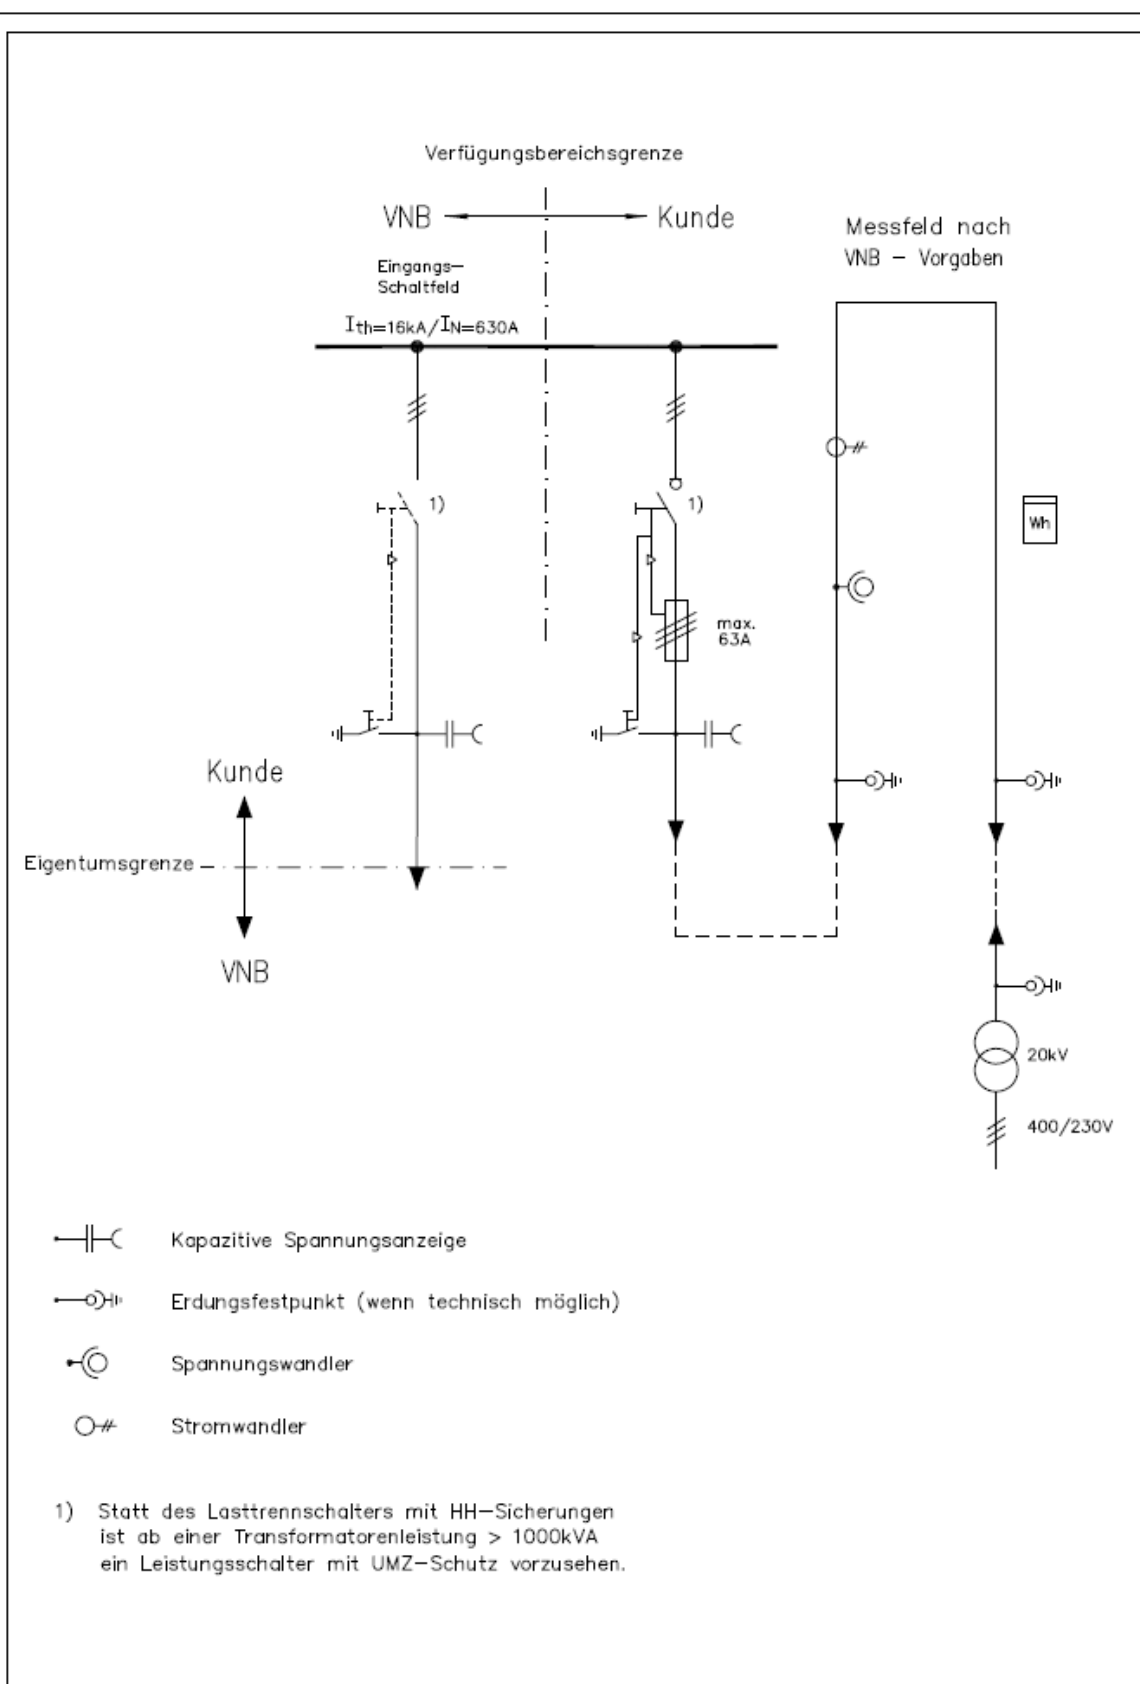 Verfügungsbereichsgrenze
VNB
Kunde
Messfeld nach
VNB - Vorgaben
Eingangs-
Schaltfeld
Ith=16kA/IN=630A
1)
1)
Wh
max.
63A
Kunde
Eigentumsgrenze
VNB
20kV
400/230V
Kapazitive Spannungsanzeige
Erdungsfestpunkt (wenn technisch möglich)
Spannungswandler
Stromwandler
1) Statt des Lasttrennschalters mit HH-Sicherungen
ist ab einer Transformatorenleistung > 1000kVA
ein Leistungsschalter mit UMZ-Schutz vorzusehen.